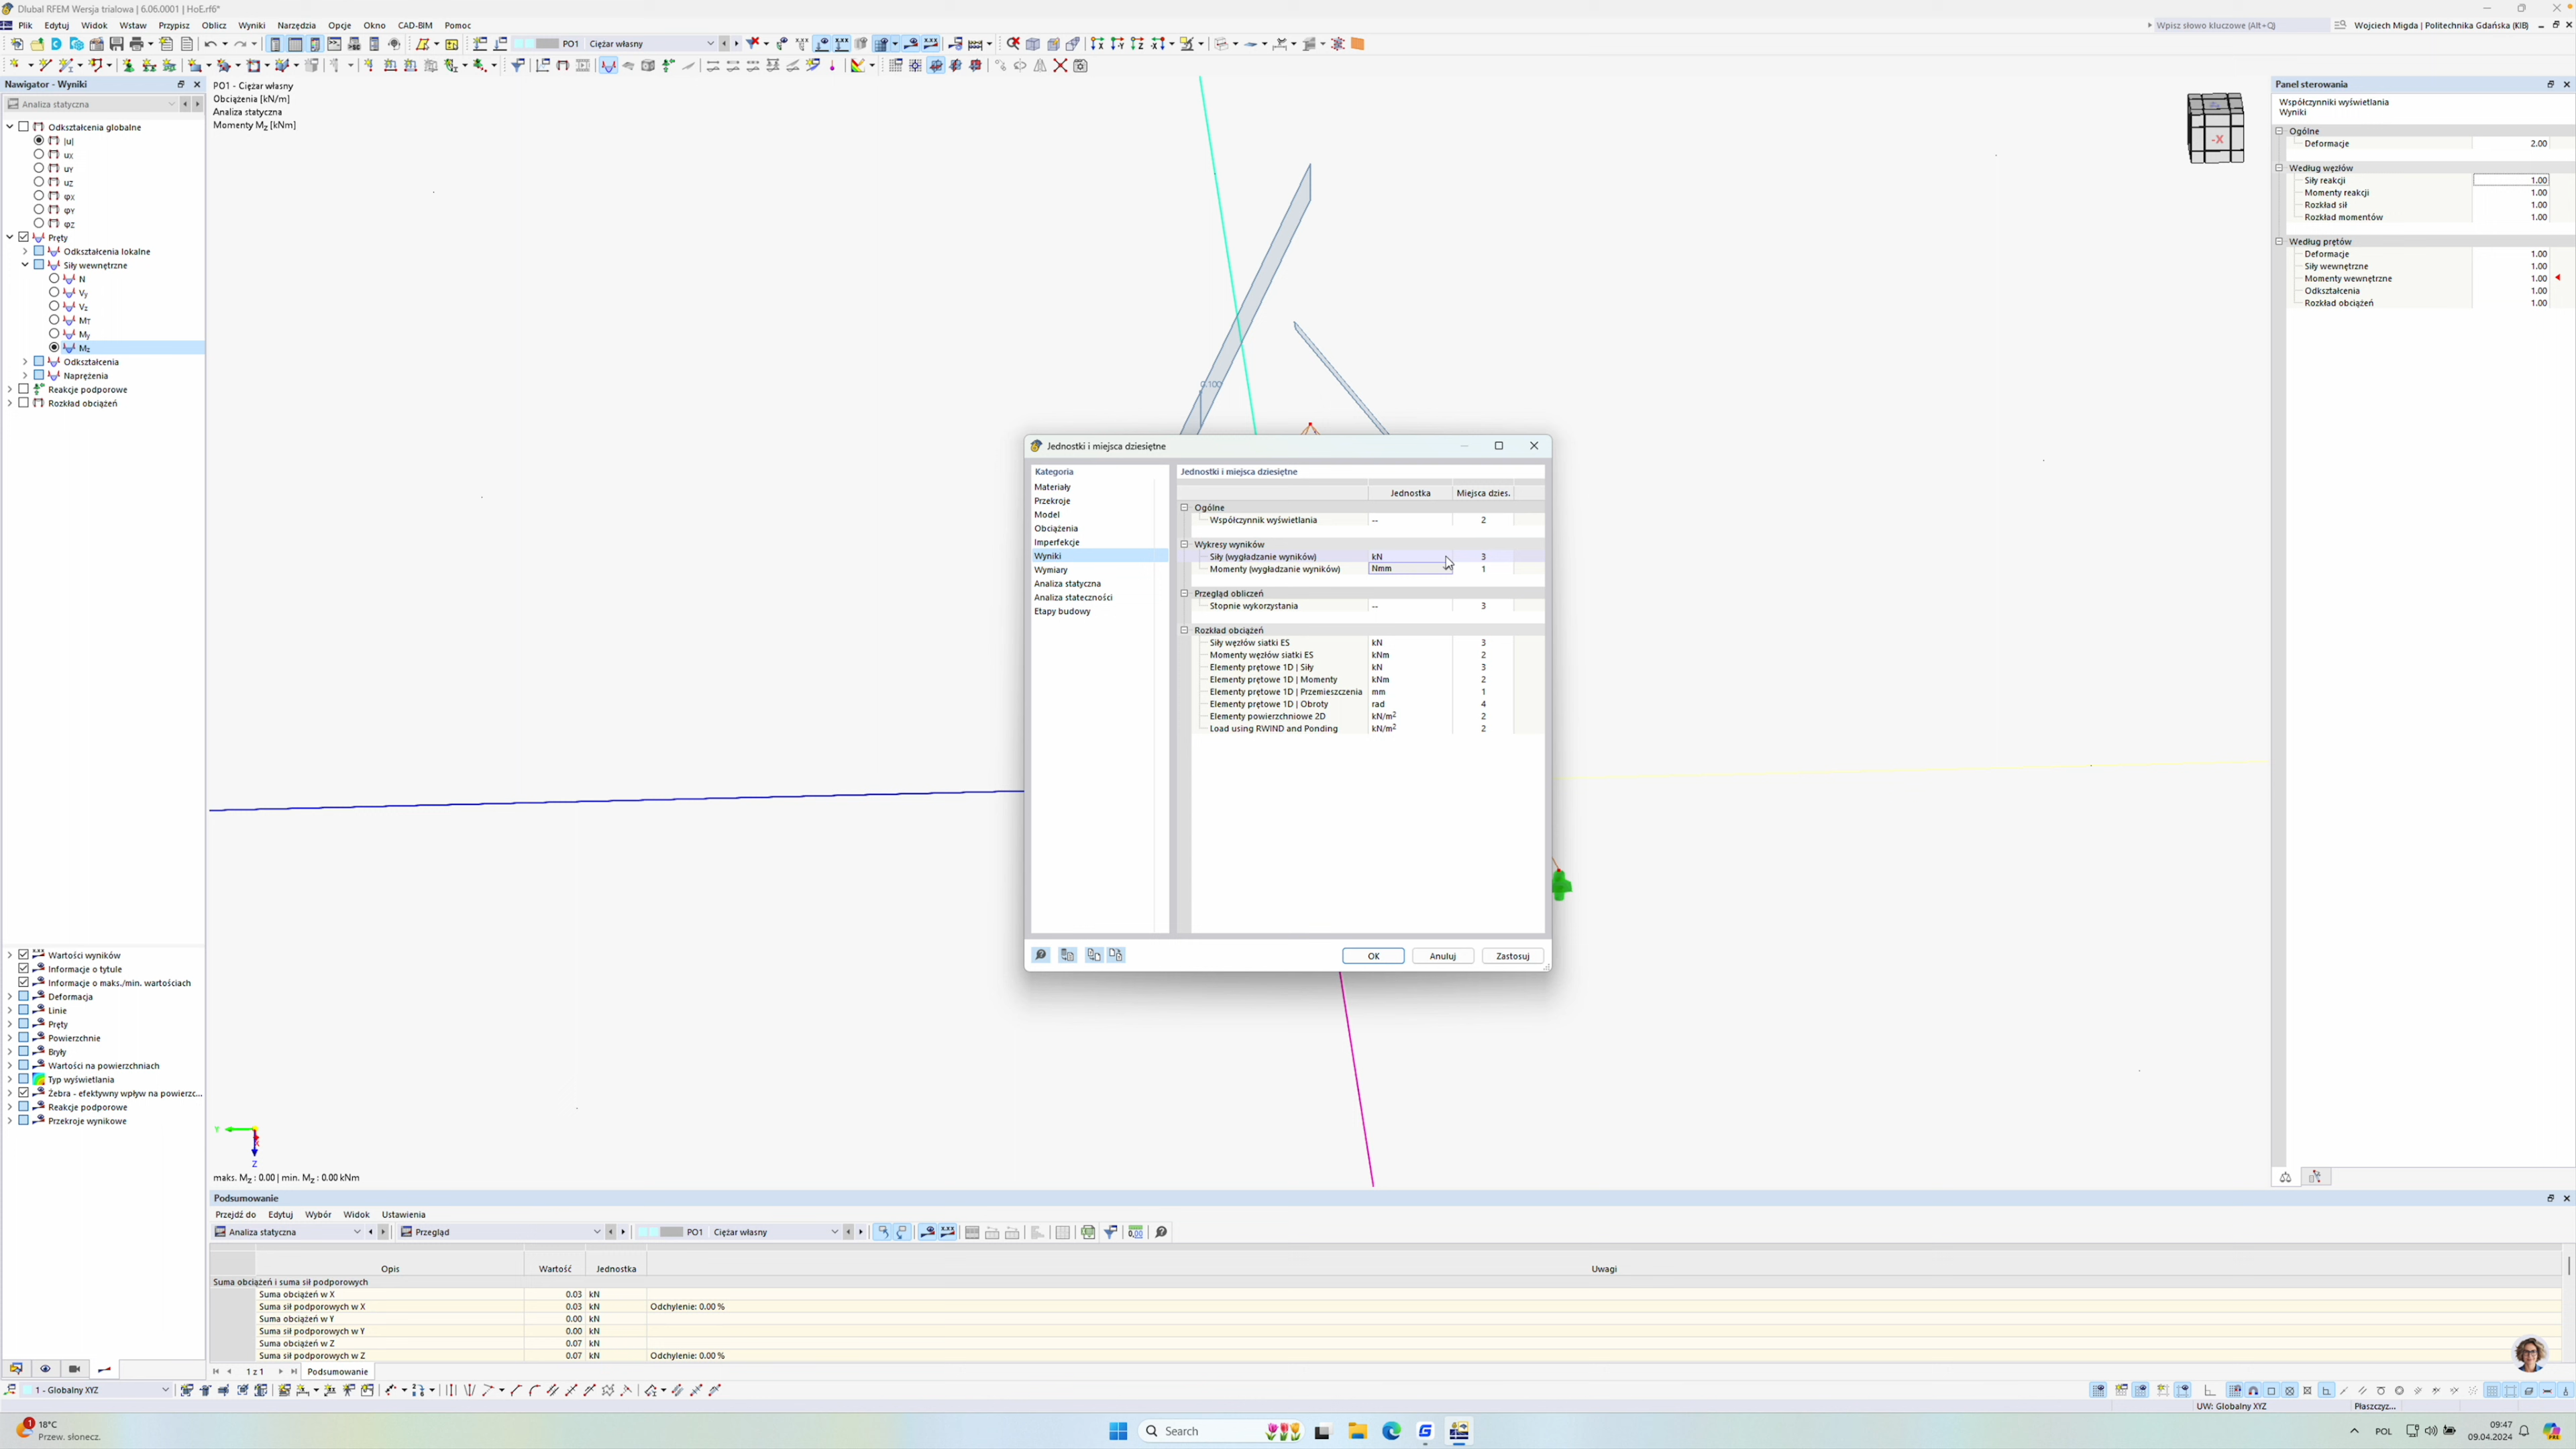 Dlubal RFEM Wersja trialowa | 6.06.0001 | HoE.rf6*
Plik Edytuj Widok Wstaw Przypisz Oblicz Wyniki Narzędzia Opcje Okno CAD-BIM Pomoc
Wpisz słowo kluczowe (Alt+Q)
Wojciech Migda | Politechnika Gdańska (KIB)
PO1 Ciężar własny
Nawigator - Wyniki
Analiza statyczna
Odkształcenia globalne
|u|
uX
uY
uZ
φX
φY
φZ
Pręty
Odkształcenia lokalne
Siły wewnętrzne
N
Vy
Vz
MT
My
Mz
Odkształcenia
Naprężenia
Reakcje podporowe
Rozkład obciążeń
Wartości wyników
Informacje o tytule
Informacje o maks./min. wartościach
Deformacja
Linie
Pręty
Powierzchnie
Bryły
Wartości na powierzchniach
Typ wyświetlania
Żebra - efektywny wpływ na powierzc...
Reakcje podporowe
Przekroje wynikowe
PO1 - Ciężar własny
Obciążenia [kN/m]
Analiza statyczna
Momenty Mz [kNm]
0.100
-X
Y
X
Z
maks. Mz : 0.00 | min. Mz : 0.00 kNm
Jednostki i miejsca dziesiętne
Kategoria
Materiały
Przekroje
Model
Obciążenia
Imperfekcje
Wyniki
Wymiary
Analiza statyczna
Analiza stateczności
Etapy budowy
Jednostki i miejsca dziesiętne
Jednostka Miejsca dzies.
Ogólne
Współczynnik wyświetlania -- 2
Wykresy wyników
Siły (wygładzanie wyników) kN 3
Momenty (wygładzanie wyników) Nmm 1
Przegląd obliczeń
Stopnie wykorzystania -- 3
Rozkład obciążeń
Siły węzłów siatki ES kN 3
Momenty węzłów siatki ES kNm 2
Elementy prętowe 1D | Siły kN 3
Elementy prętowe 1D | Momenty kNm 2
Elementy prętowe 1D | Przemieszczenia mm 1
Elementy prętowe 1D | Obroty rad 4
Elementy powierzchniowe 2D kN/m2 2
Load using RWIND and Ponding kN/m2 2
OK Anuluj Zastosuj
Panel sterowania
Współczynniki wyświetlania
Wyniki
Ogólne
Deformacje 2.00
Według węzłów
Siły reakcji 1.00
Momenty reakcji 1.00
Rozkład sił 1.00
Rozkład momentów 1.00
Według prętów
Deformacje 1.00
Siły wewnętrzne 1.00
Momenty wewnętrzne 1.00
Odkształcenia 1.00
Rozkład obciążeń 1.00
Podsumowanie
Przejdź do Edytuj Wybór Widok Ustawienia
Analiza statyczna Przegląd PO1 Ciężar własny
Opis Wartość Jednostka Uwagi
Suma obciążeń i suma sił podporowych
Suma obciążeń w X 0.03 kN
Suma sił podporowych w X 0.03 kN Odchylenie: 0.00 %
Suma obciążeń w Y 0.00 kN
Suma sił podporowych w Y 0.00 kN
Suma obciążeń w Z 0.07 kN
Suma sił podporowych w Z 0.07 kN Odchylenie: 0.00 %
1 z 1 Podsumowanie
1 - Globalny XYZ
UW: Globalny XYZ Płaszczyz...
1
18°C
Przew. słonecz.
Search
POL
09:47
09.04.2024